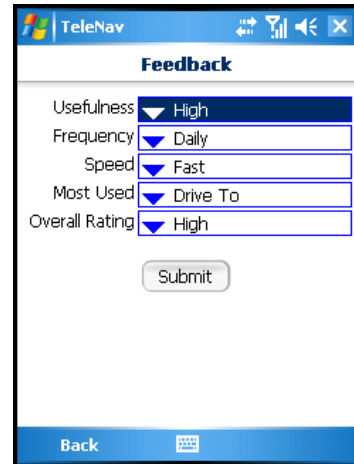 TeleNav
Feedback
Usefulness High
Frequency Daily
Speed Fast
Most Used Drive To
Overall Rating High
Submit
Back